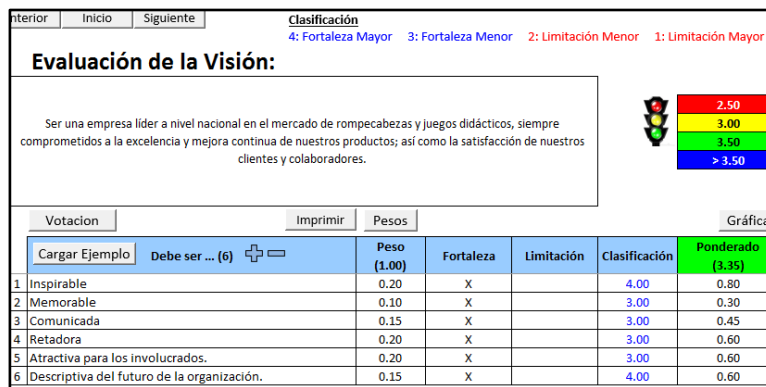 nterior Inicio Siguiente
Clasificación
4: Fortaleza Mayor 3: Fortaleza Menor 2: Limitación Menor 1: Limitación Mayor
Evaluación de la Visión:
Ser una empresa líder a nivel nacional en el mercado de rompecabezas y juegos didácticos, siempre
comprometidos a la excelencia y mejora continua de nuestros productos; así como la satisfacción de nuestros
clientes y colaboradores.
2.50
3.00
3.50
> 3.50
Votacion Imprimir Pesos Gráfica
Cargar Ejemplo Debe ser ... (6) Peso (1.00) Fortaleza Limitación Clasificación Ponderado (3.35)
1 Inspirable 0.20 X 4.00 0.80
2 Memorable 0.10 X 3.00 0.30
3 Comunicada 0.15 X 3.00 0.45
4 Retadora 0.20 X 3.00 0.60
5 Atractiva para los involucrados. 0.20 X 3.00 0.60
6 Descriptiva del futuro de la organización. 0.15 X 4.00 0.60